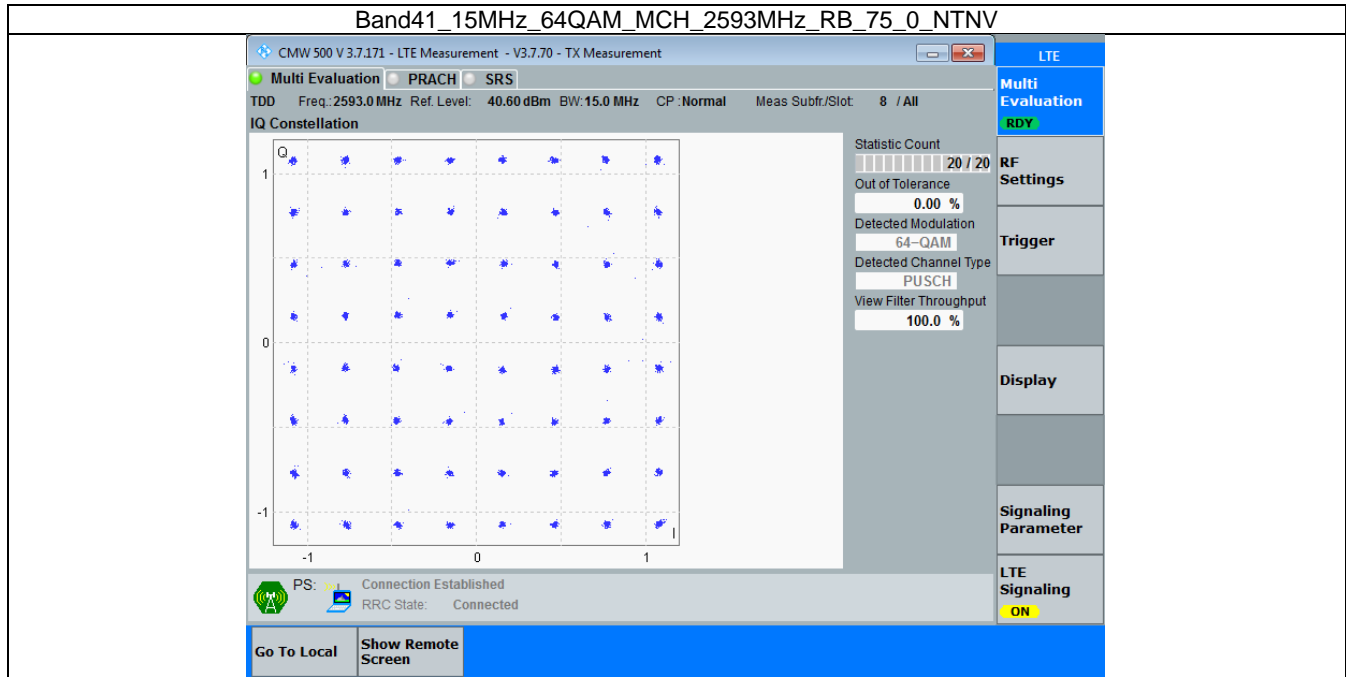 Band41_15MHz_64QAM_MCH_2593MHz_RB_75_0_NTNV
CMW 500 V 3.7.171 - LTE Measurement - V3.7.70 - TX Measurement
LTE
Multi Evaluation PRACH SRS
TDD Freq.: 2593.0 MHz Ref. Level: 40.60 dBm BW: 15.0 MHz CP : Normal Meas Subfr./Slot: 8 / All
IQ Constellation
Q
1
0
-1
-1 0 1
I
Statistic Count
20 / 20
Out of Tolerance
0.00 %
Detected Modulation
64-QAM
Detected Channel Type
PUSCH
View Filter Throughput
100.0 %
Multi
Evaluation
RDY
RF
Settings
Trigger
Display
Signaling
Parameter
LTE
Signaling
ON
PS: Connection Established
RRC State: Connected
Go To Local
Show Remote
Screen